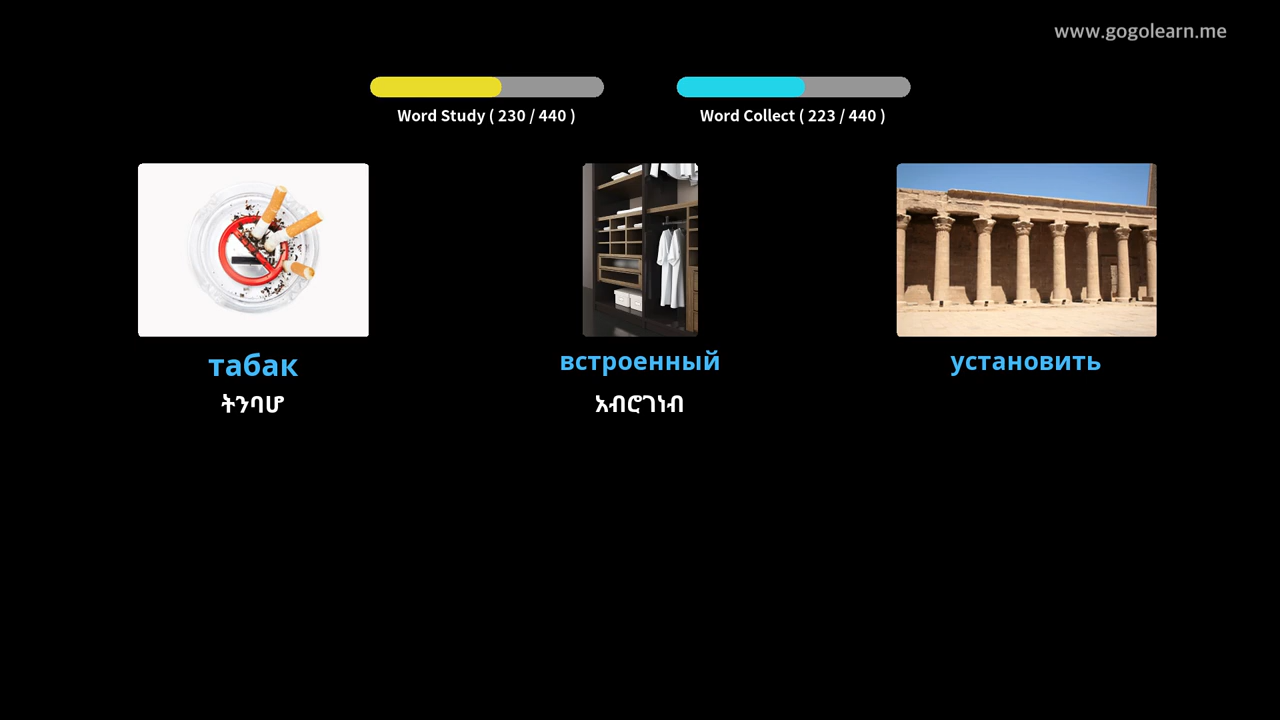 www.gogolearn.me
Word Study ( 230 / 440 )
Word Collect ( 223 / 440 )
табак
встроенный
установить
ትንባሆ
አብሮገነብ